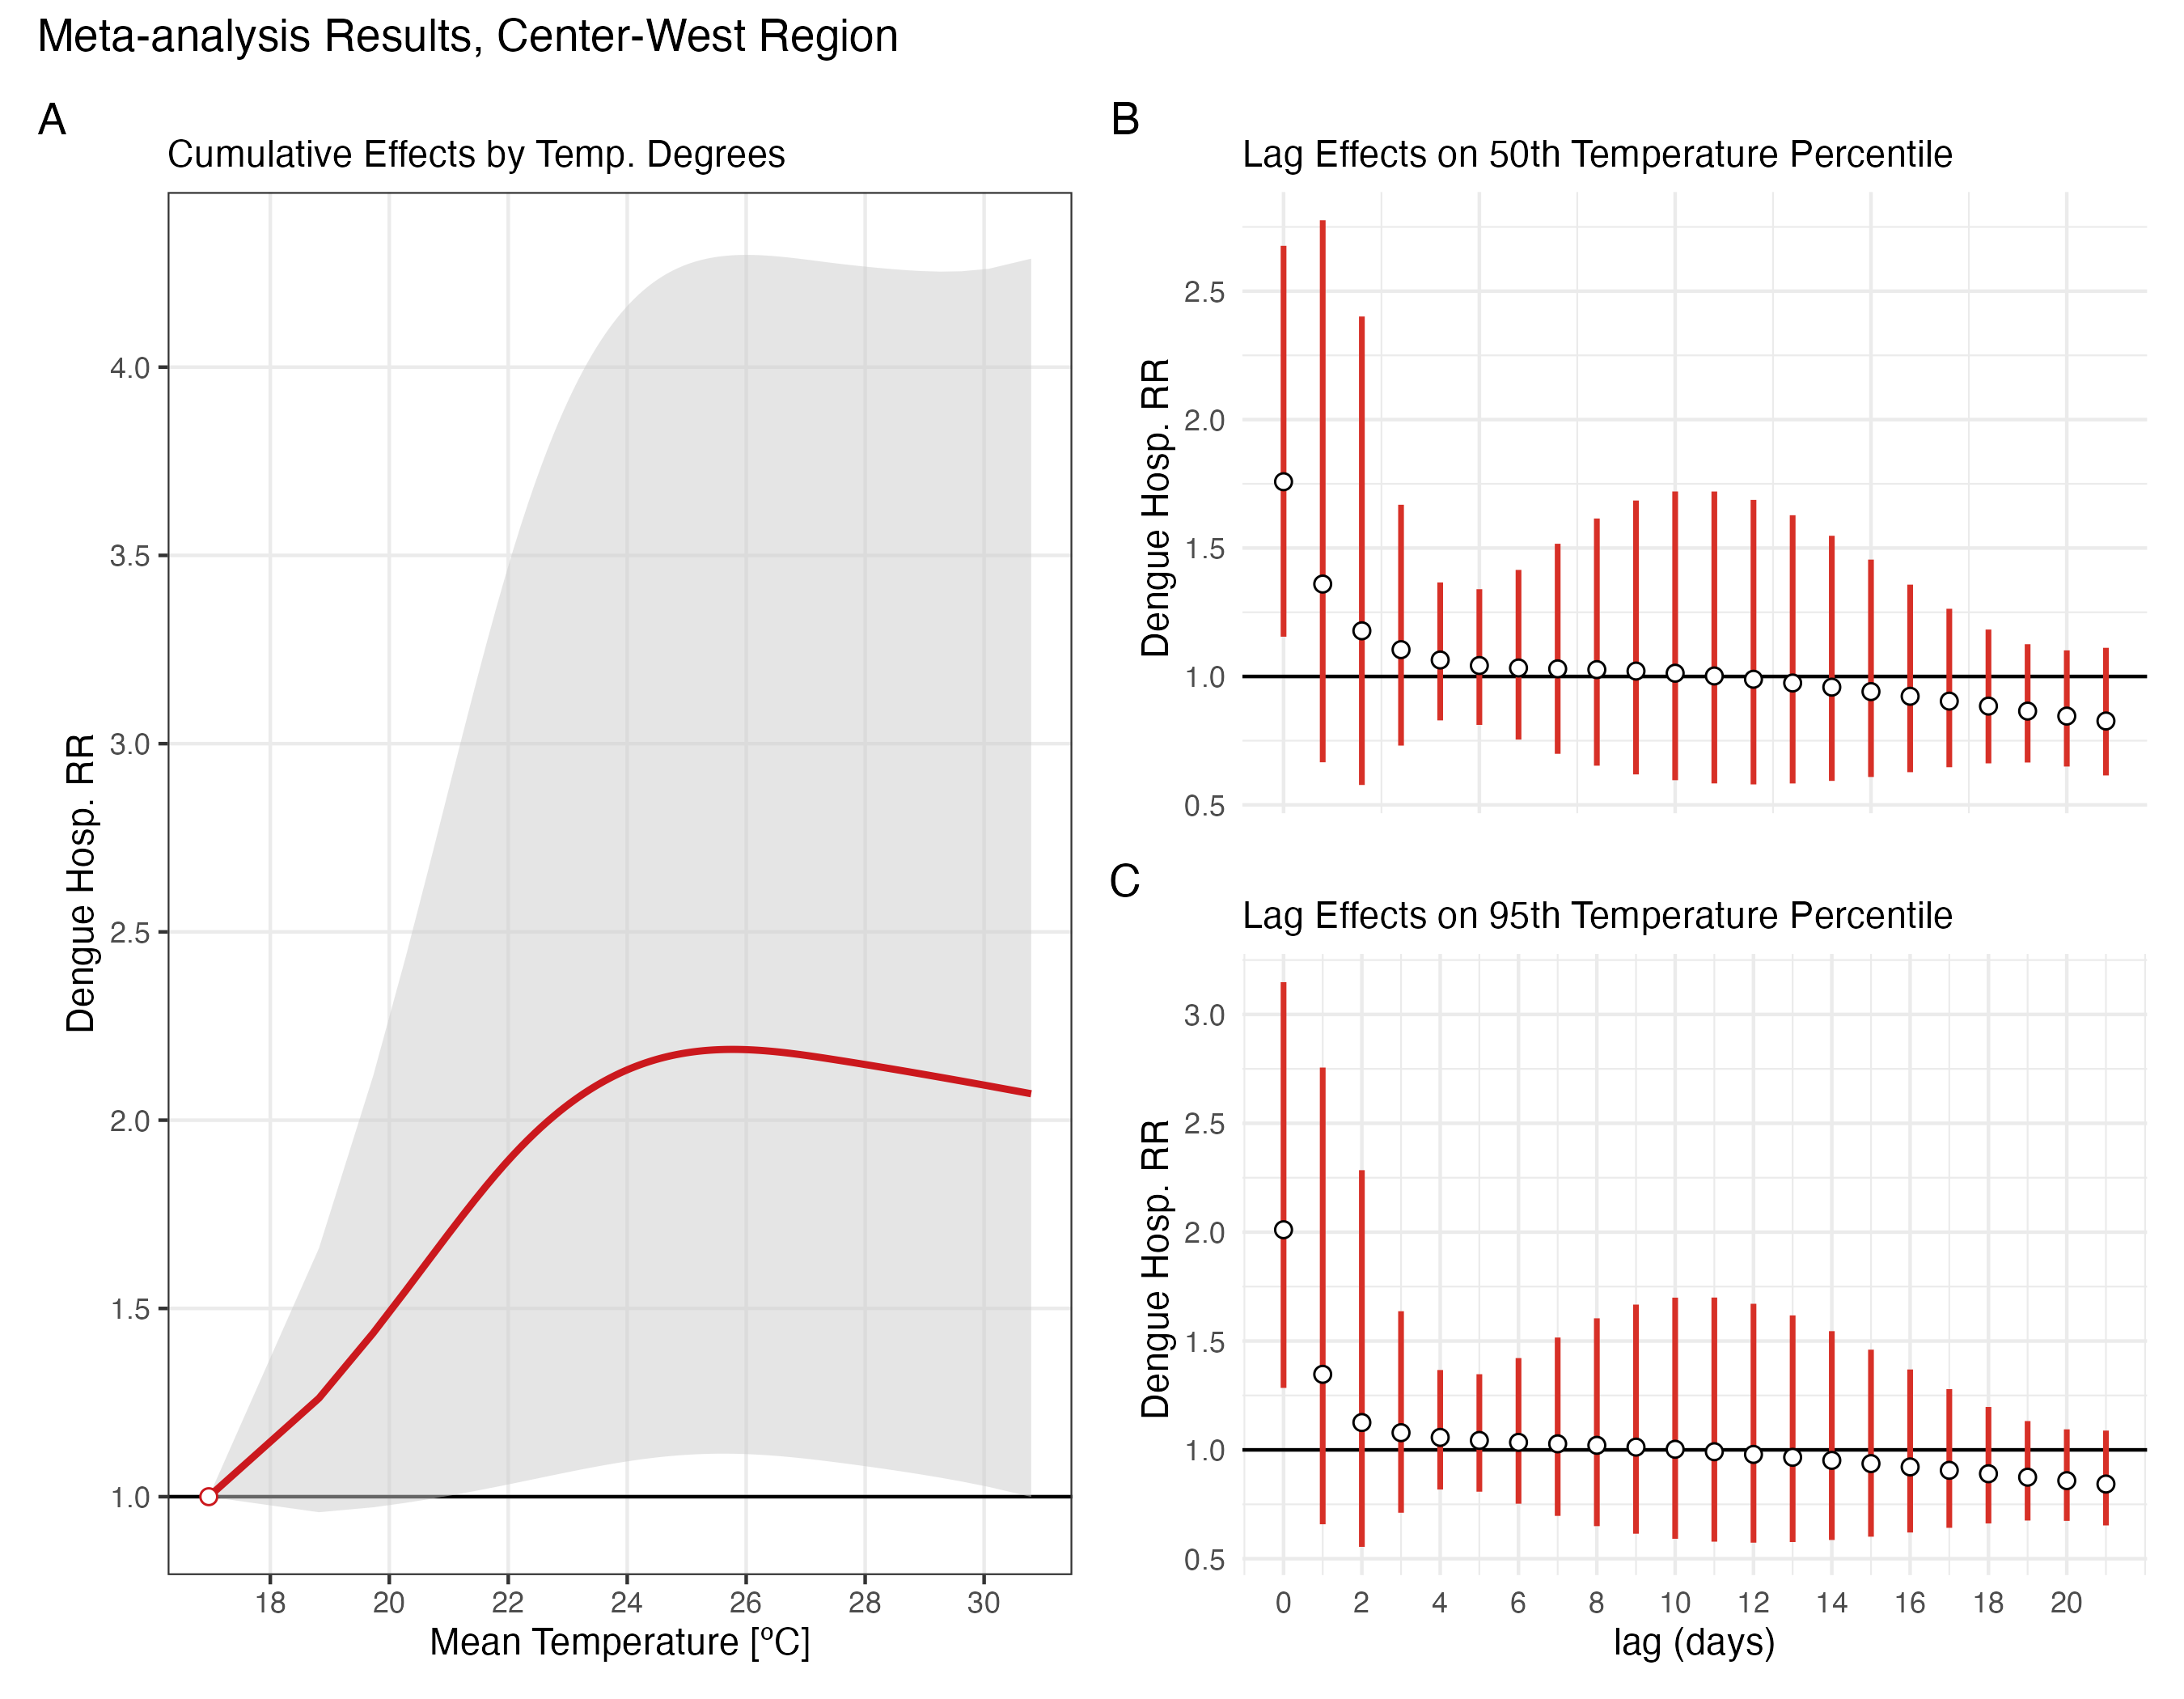 Meta-analysis Results, Center-West Region
A
Cumulative Effects by Temp. Degrees
Dengue Hosp. RR
4.0
3.5
3.0
2.5
2.0
1.5
1.0
18 20 22 24 26 28 30
Mean Temperature [ºC]
B
Lag Effects on 50th Temperature Percentile
Dengue Hosp. RR
2.5
2.0
1.5
1.0
0.5
C
Lag Effects on 95th Temperature Percentile
Dengue Hosp. RR
3.0
2.5
2.0
1.5
1.0
0.5
0 2 4 6 8 10 12 14 16 18 20
lag (days)